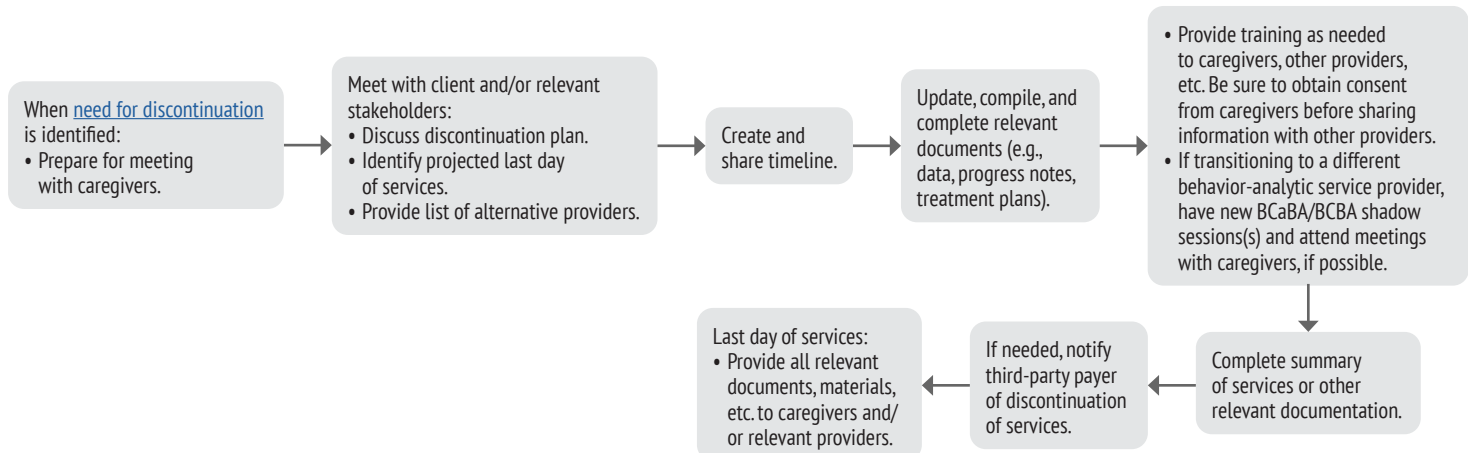 When need for discontinuation
is identified:
• Prepare for meeting
with caregivers.
Meet with client and/or relevant
stakeholders:
• Discuss discontinuation plan.
• Identify projected last day
of services.
• Provide list of alternative providers.
Create and
share timeline.
Update, compile, and
complete relevant
documents (e.g.,
data, progress notes,
treatment plans).
• Provide training as needed
to caregivers, other providers,
etc. Be sure to obtain consent
from caregivers before sharing
information with other providers.
• If transitioning to a different
behavior-analytic service provider,
have new BCaBA/BCBA shadow
sessions(s) and attend meetings
with caregivers, if possible.
Complete summary
of services or other
relevant documentation.
If needed, notify
third-party payer
of discontinuation
of services.
Last day of services:
• Provide all relevant
documents, materials,
etc. to caregivers and/
or relevant providers.